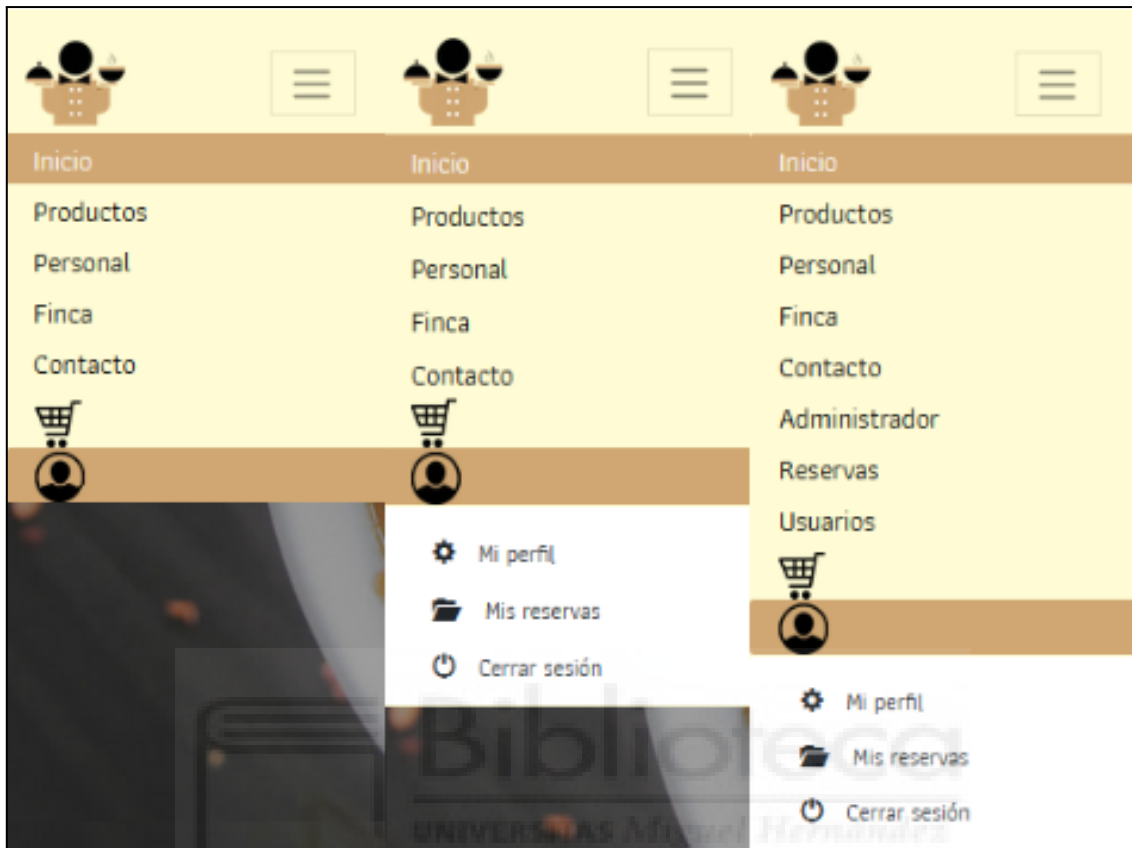 Inicio
Productos
Personal
Finca
Contacto
Inicio
Productos
Personal
Finca
Contacto
Mi perfil
Mis reservas
Cerrar sesión
Inicio
Productos
Personal
Finca
Contacto
Administrador
Reservas
Usuarios
Mi perfil
Mis reservas
Cerrar sesión
Biblioteca
UNIVERSITAS Miguel Hernández